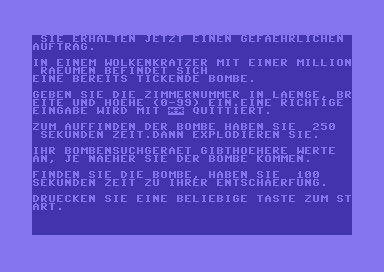 SIE ERHALTEN JETZT EINEN GEFAEHRLICHEN
AUFTRAG.
IN EINEM WOLKENKRATZER MIT EINER MILLION
RAEUMEN BEFINDET SICH
EINE BEREITS TICKENDE BOMBE.
GEBEN SIE DIE ZIMMERNUMMER IN LAENGE, BR
EITE UND HOEHE (0-99) EIN.EINE RICHTIGE
EINGABE WIRD MIT ** QUITTIERT.
ZUM AUFFINDEN DER BOMBE HABEN SIE 250
SEKUNDEN ZEIT.DANN EXPLODIEREN SIE.
IHR BOMBENSUCHGERAET GIBTHOEHERE WERTE
AN, JE NAEHER SIE DER BOMBE KOMMEN.
FINDEN SIE DIE BOMBE, HABEN SIE 100
SEKUNDEN ZEIT ZU IHRER ENTSCHAERFUNG.
DRUECKEN SIE EINE BELIEBIGE TASTE ZUM ST
ART.